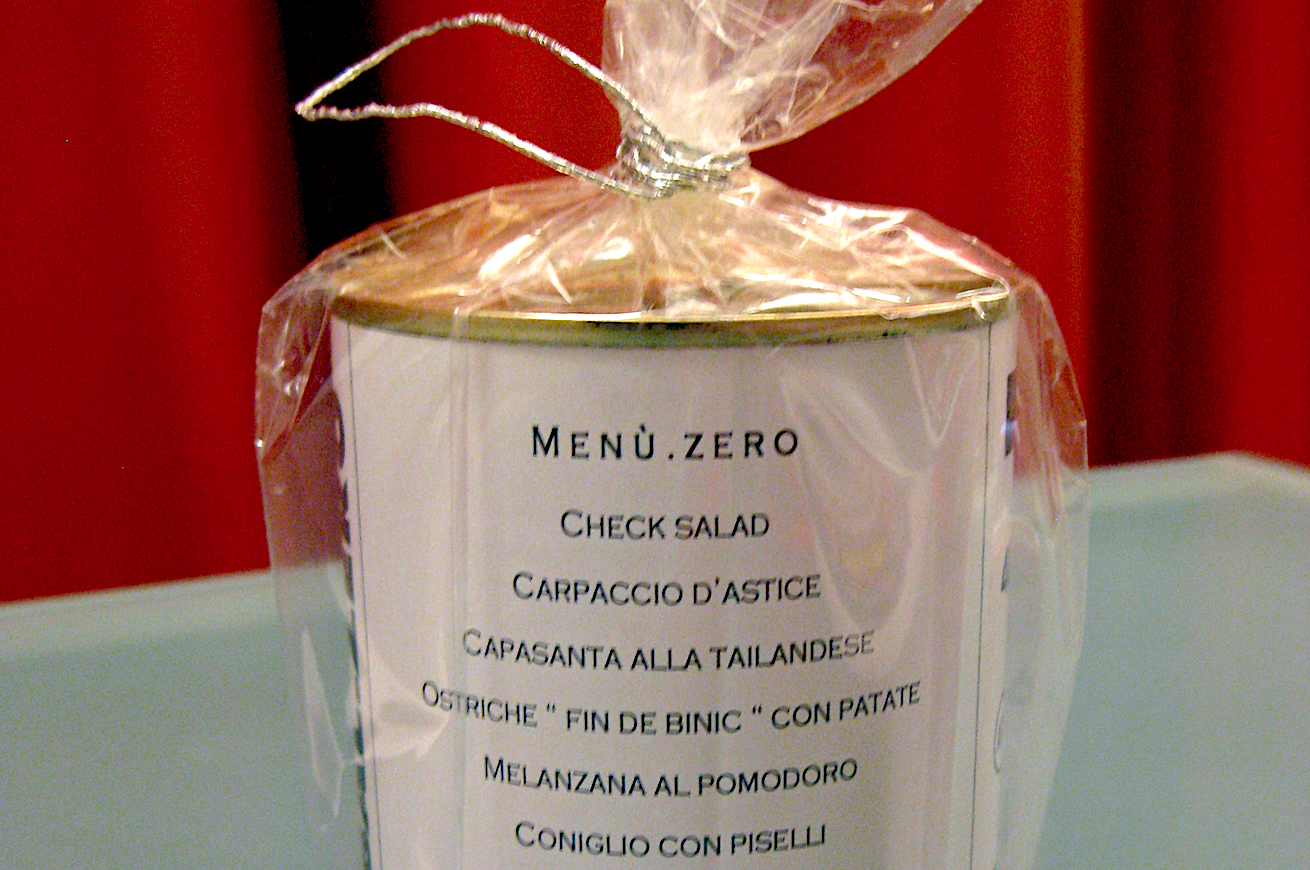 MENÙ.ZERO
CHECK SALAD
CARPACCIO D'ASTICE
CAPASANTA ALLA TAILANDESE
OSTRICHE " FIN DE BINIC " CON PATATE
MELANZANA AL POMODORO
CONIGLIO CON PISELLI